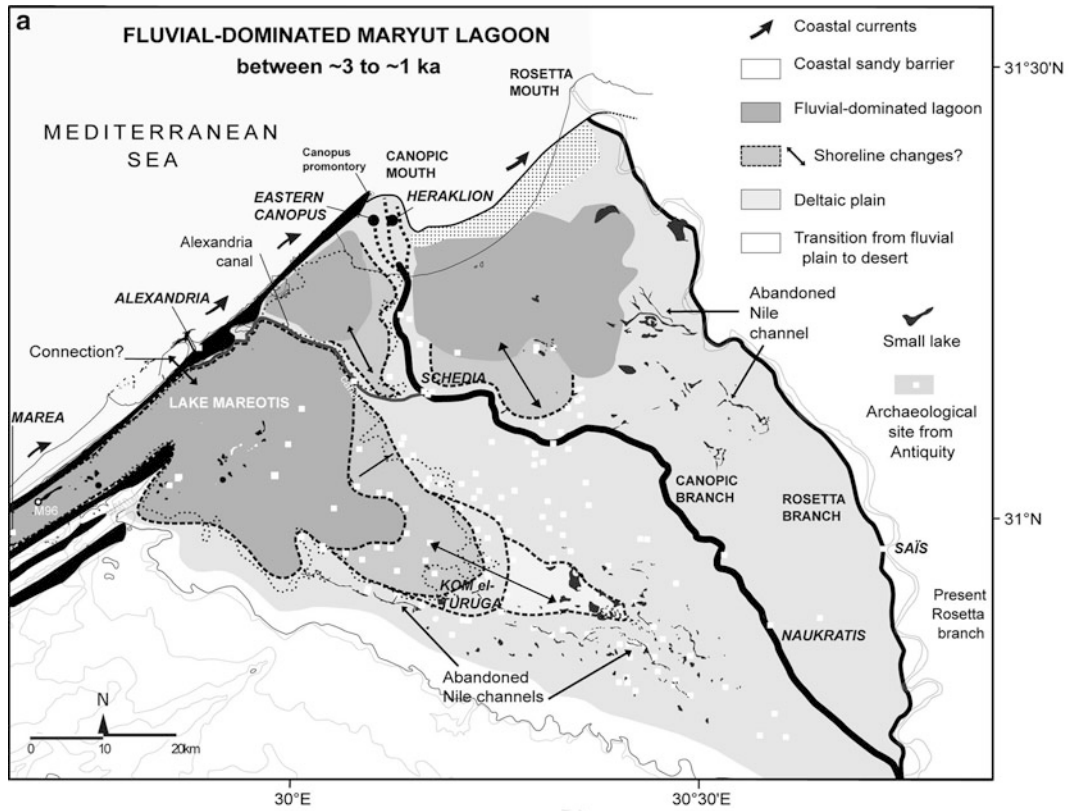 a
FLUVIAL-DOMINATED MARYUT LAGOON
between ~3 to ~1 ka
MEDITERRANEAN
SEA
ROSETTA
MOUTH
Canopus
promontory
CANOPIC
MOUTH
EASTERN
CANOPUS
HERAKLION
Alexandria
canal
ALEXANDRIA
Connection?
MAREA
LAKE MAREOTIS
M96
SCHEDIA
KOM el-
TURUGA
Abandoned
Nile channels
CANOPIC
BRANCH
ROSETTA
BRANCH
NAUKRATIS
SAÏS
Present
Rosetta
branch
Abandoned
Nile
channel
Coastal currents
Coastal sandy barrier
Fluvial-dominated lagoon
Shoreline changes?
Deltaic plain
Transition from fluvial
plain to desert
Small lake
Archaeological
site from
Antiquity
N
0 10 20km
31°30'N
31°N
30°E
30°30'E